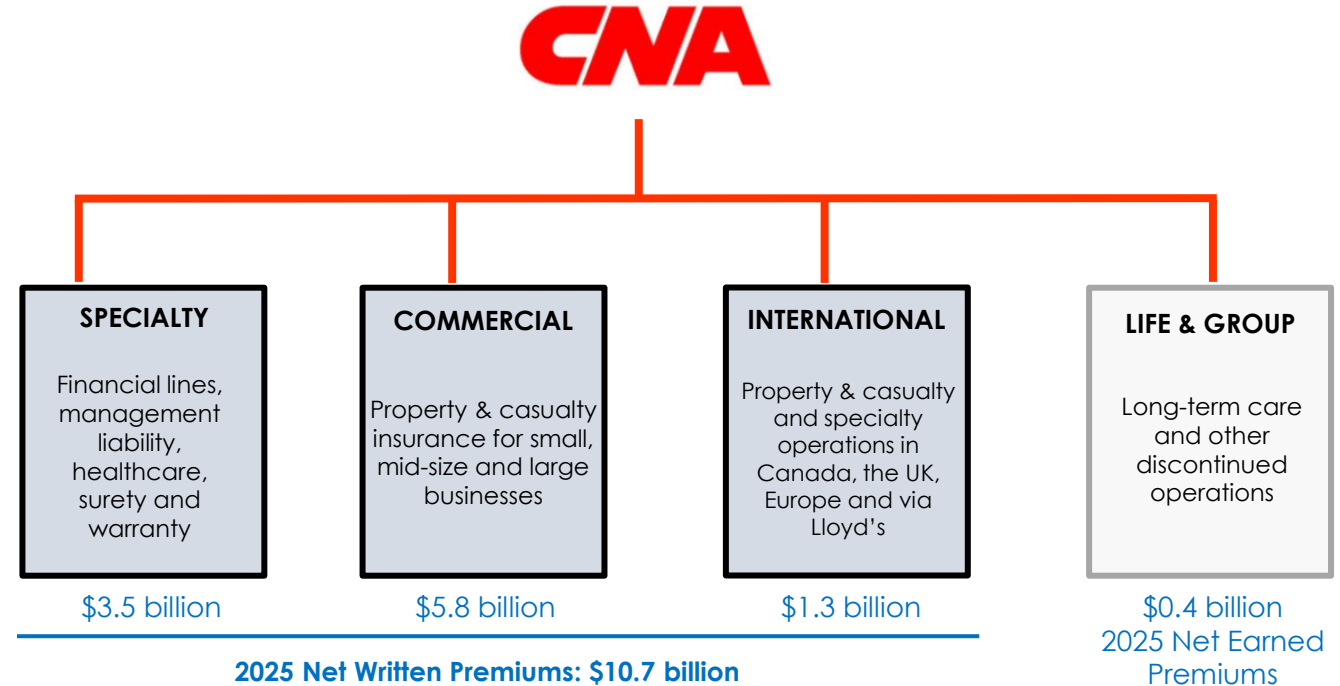 CNA
SPECIALTY
Financial lines,
management
liability,
healthcare,
surety and
warranty
$3.5 billion
COMMERCIAL
Property & casualty
insurance for small,
mid-size and large
businesses
$5.8 billion
INTERNATIONAL
Property & casualty
and specialty
operations in
Canada, the UK,
Europe and via
Lloyd’s
$1.3 billion
2025 Net Written Premiums: $10.7 billion
LIFE & GROUP
Long-term care
and other
discontinued
operations
$0.4 billion
2025 Net Earned
Premiums